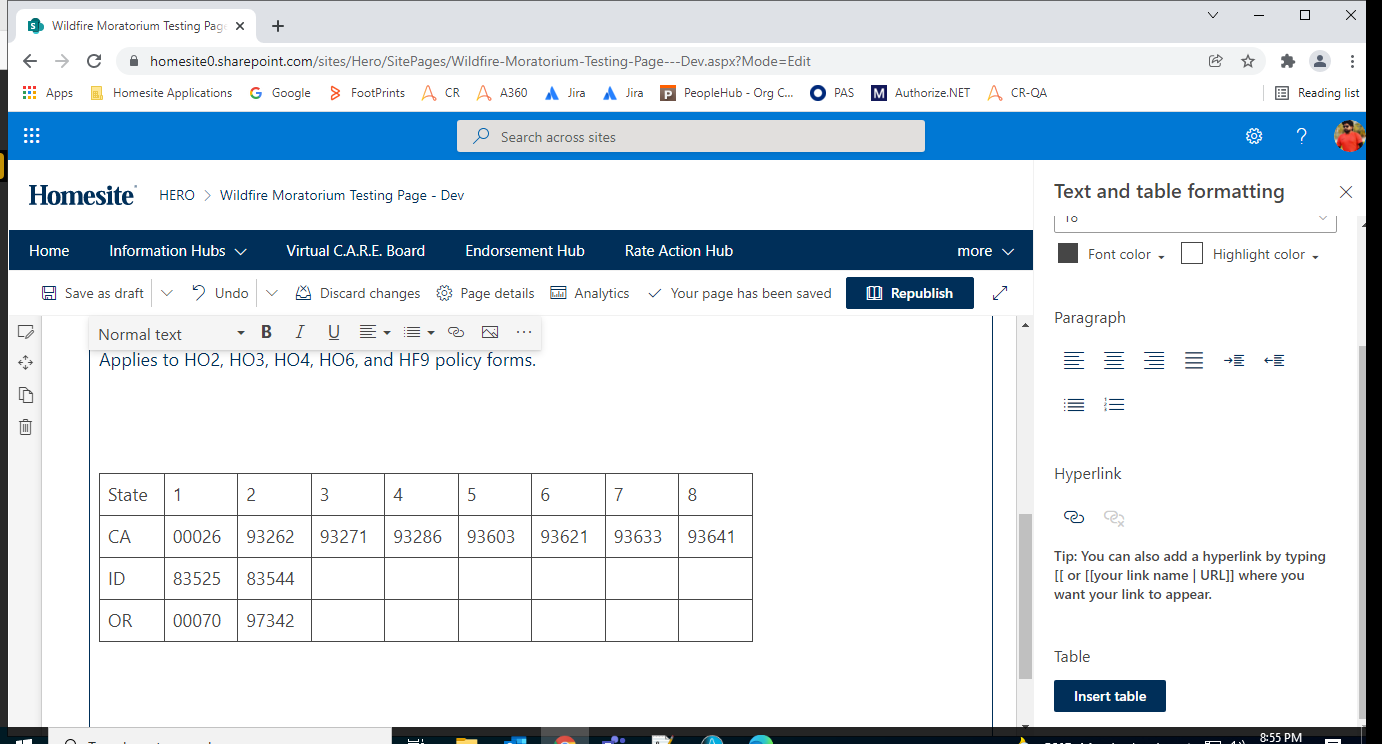 Wildfire Moratorium Testing Pag
homesite0.sharepoint.com/sites/Hero/SitePages/Wildfire-Moratorium-Testing-Page---Dev.aspx?Mode=Edit
Apps Homesite Applications Google FootPrints CR A360 Jira Jira PeopleHub - Org C... PAS Authorize.NET CR-QA Reading list
Search across sites
Homesite HERO > Wildfire Moratorium Testing Page - Dev
Home Information Hubs Virtual C.A.R.E. Board Endorsement Hub Rate Action Hub more
Save as draft Undo Discard changes Page details Analytics Your page has been saved Republish
Normal text B I U
Applies to HO2, HO3, HO4, HO6, and HF9 policy forms.
State 1 2 3 4 5 6 7 8
CA 00026 93262 93271 93286 93603 93621 93633 93641
ID 83525 83544
OR 00070 97342
Text and table formatting
18
Font color Highlight color
Paragraph
Hyperlink
Tip: You can also add a hyperlink by typing
[[ or [[your link name | URL]] where you
want your link to appear.
Table
Insert table
8:55 PM